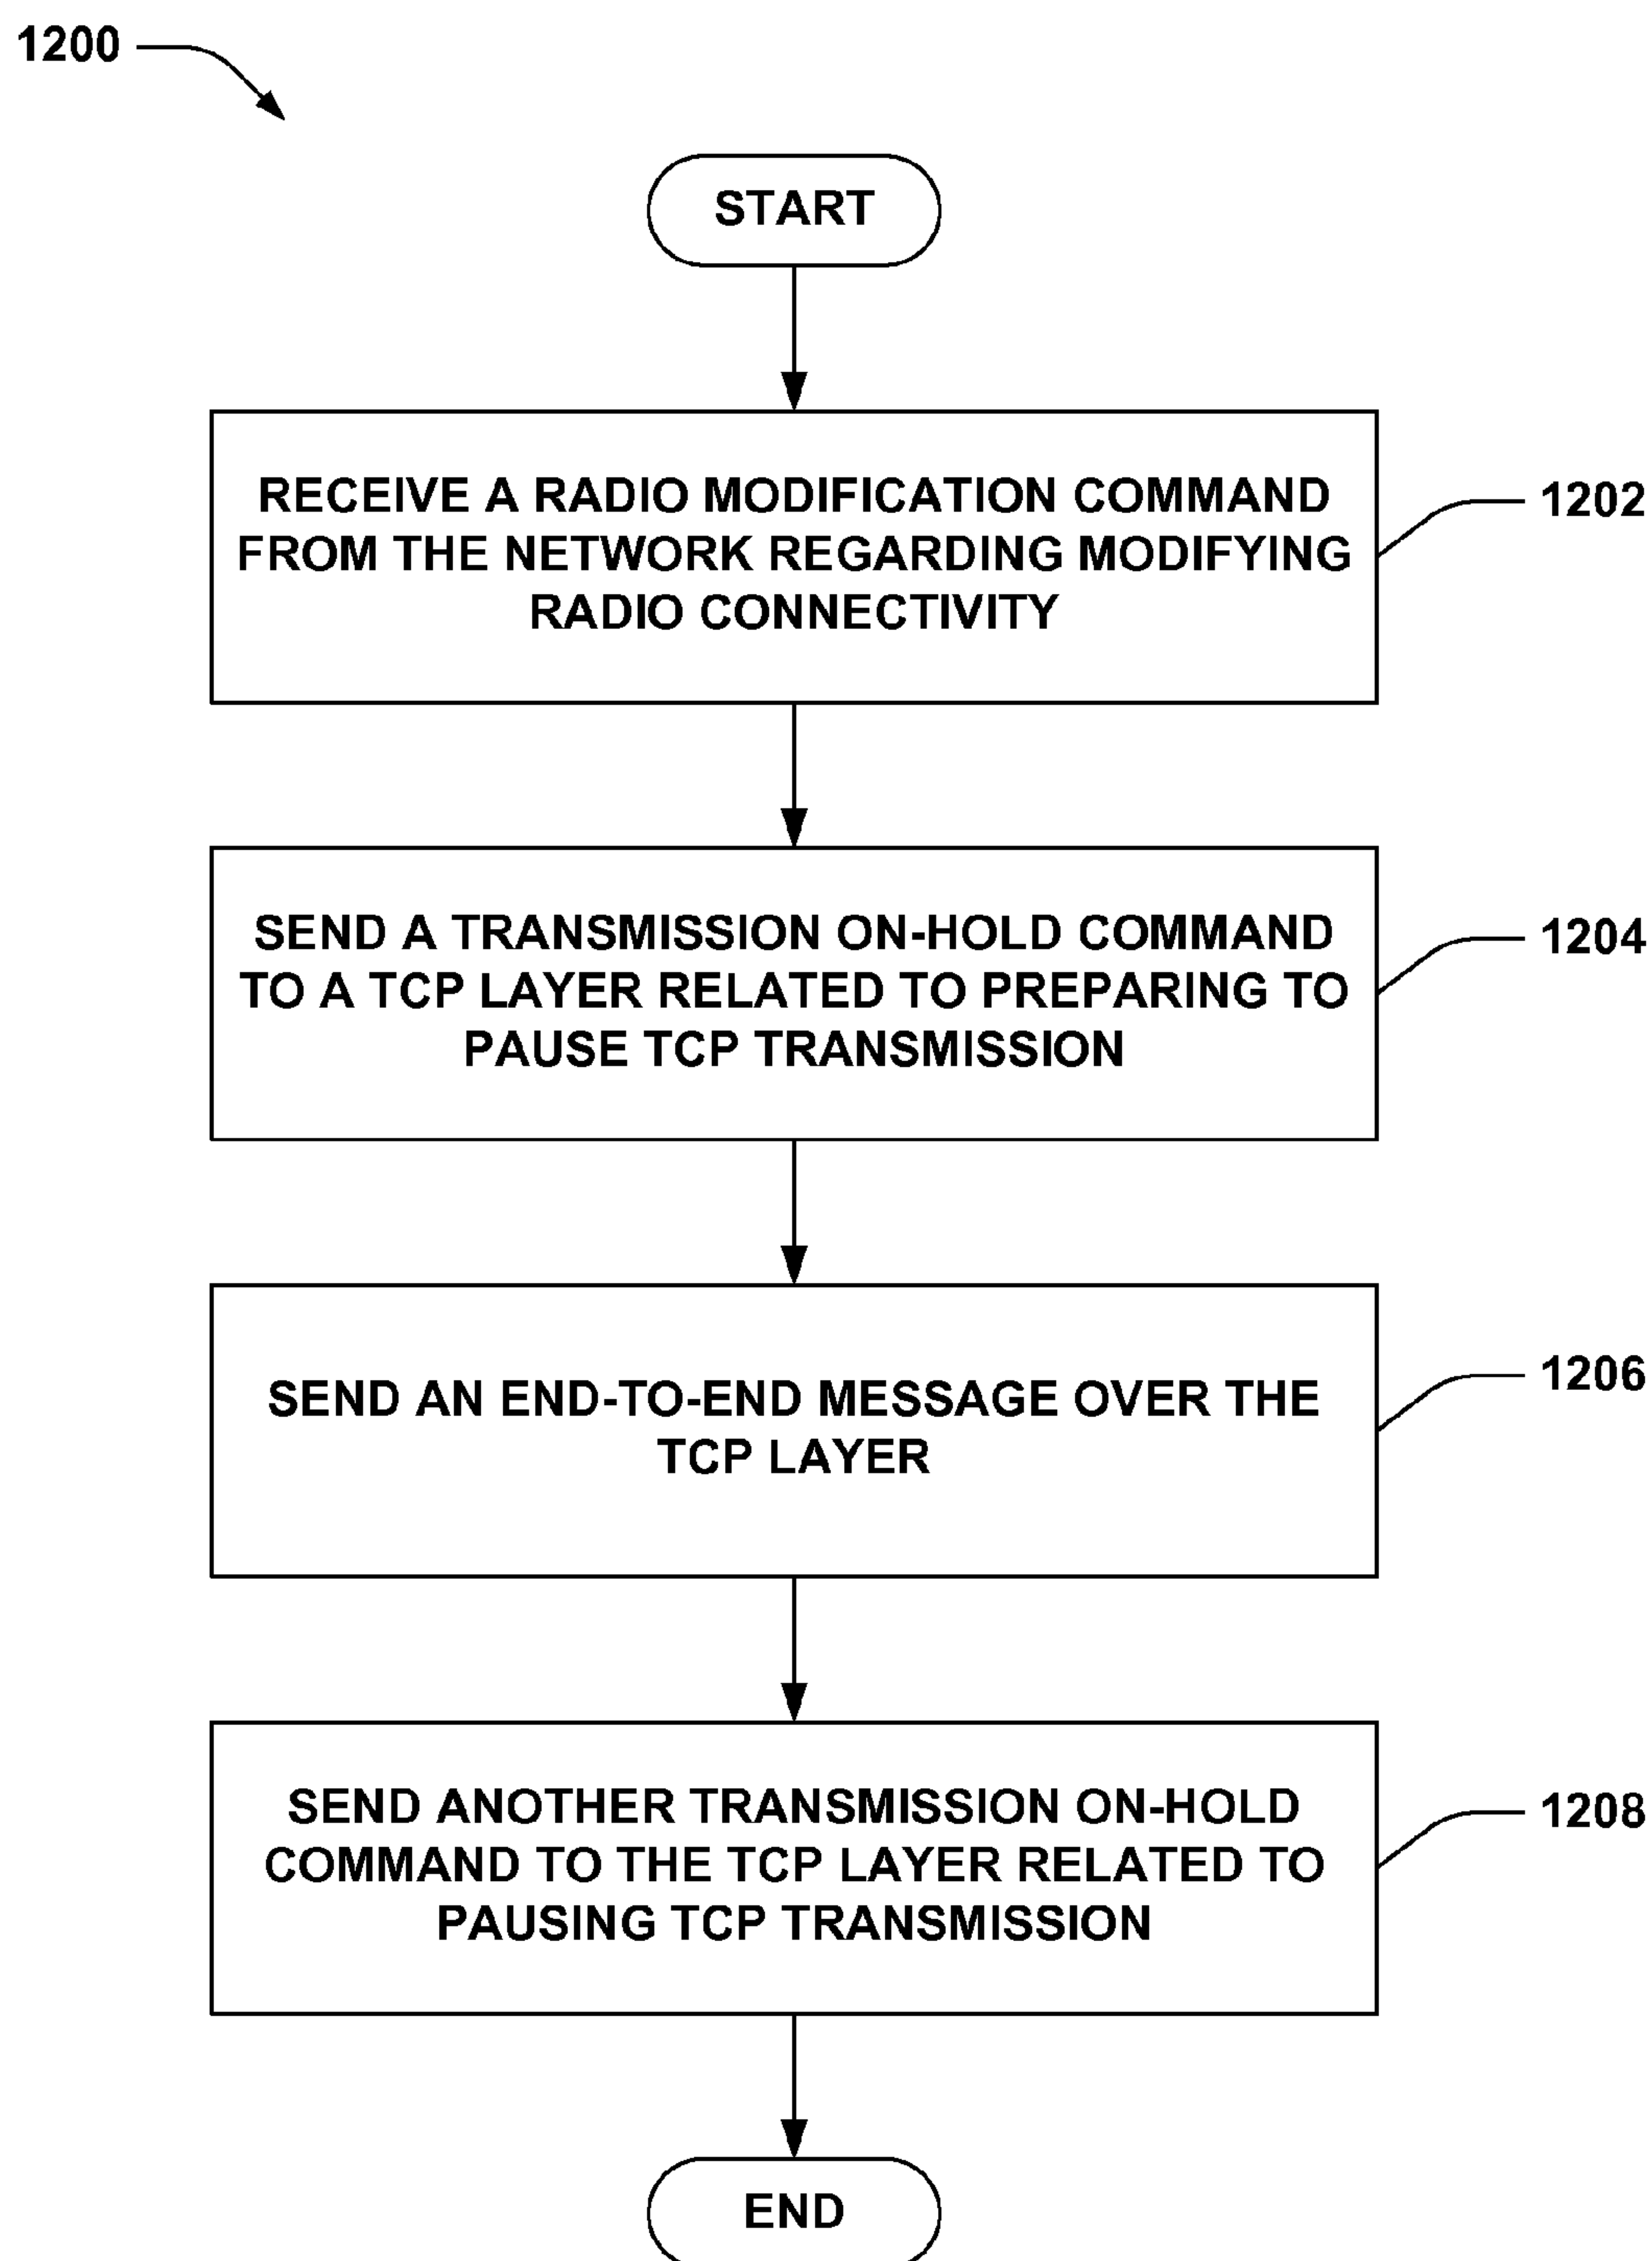 1200
START
RECEIVE A RADIO MODIFICATION COMMAND
FROM THE NETWORK REGARDING MODIFYING
RADIO CONNECTIVITY
1202
SEND A TRANSMISSION ON-HOLD COMMAND
TO A TCP LAYER RELATED TO PREPARING TO
PAUSE TCP TRANSMISSION
1204
SEND AN END-TO-END MESSAGE OVER THE
TCP LAYER
1206
SEND ANOTHER TRANSMISSION ON-HOLD
COMMAND TO THE TCP LAYER RELATED TO
PAUSING TCP TRANSMISSION
1208
END